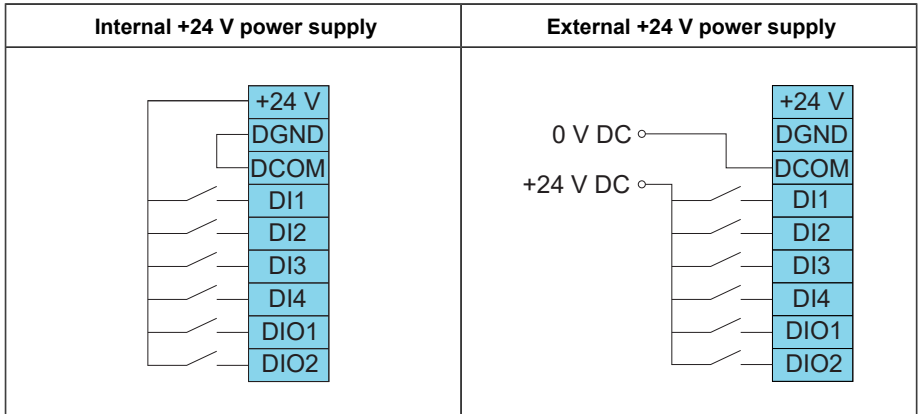 Internal +24 V power supply
External +24 V power supply
+24 V
DGND
DCOM
DI1
DI2
DI3
DI4
DIO1
DIO2
0 V DC
+24 V DC
+24 V
DGND
DCOM
DI1
DI2
DI3
DI4
DIO1
DIO2